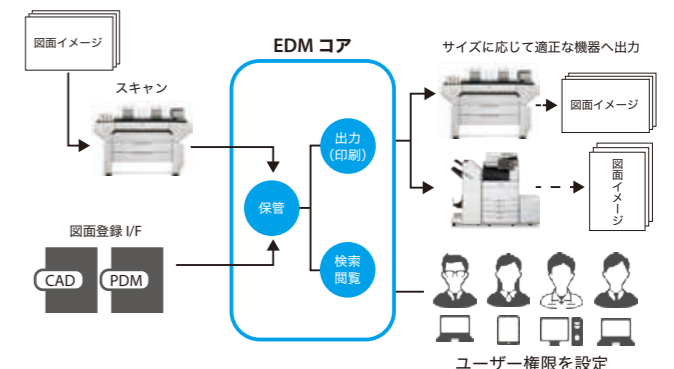 図面イメージ
スキャン
図面登録 I/F
CAD
PDM
EDM コア
保管
出力
(印刷)
検索
閲覧
サイズに応じて適正な機器へ出力
図面イメージ
図面イメージ
ユーザー権限を設定